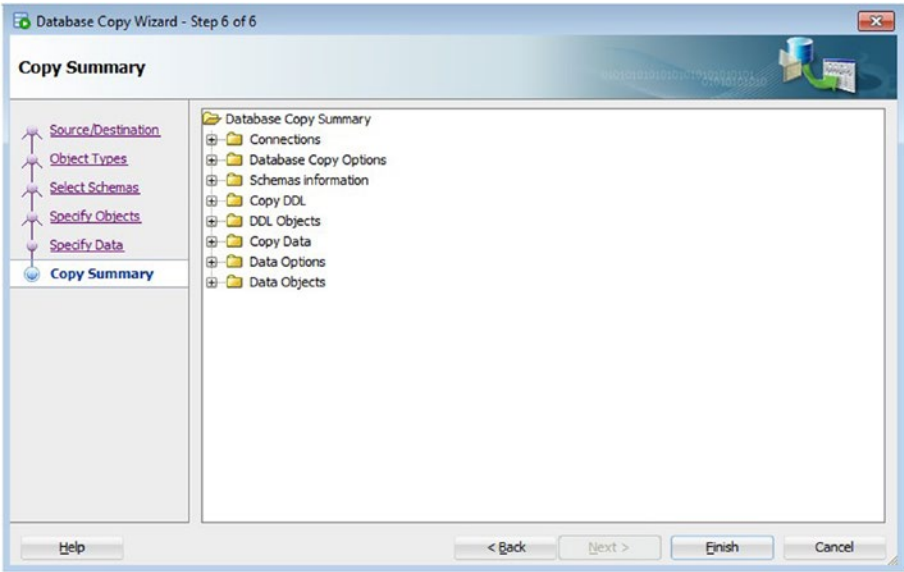 Database Copy Wizard - Step 6 of 6
Copy Summary
Source/Destination
Object Types
Select Schemas
Specify Objects
Specify Data
Copy Summary
Database Copy Summary
Connections
Database Copy Options
Schemas information
Copy DDL
DDL Objects
Copy Data
Data Options
Data Objects
Help
< Back
Next >
Finish
Cancel